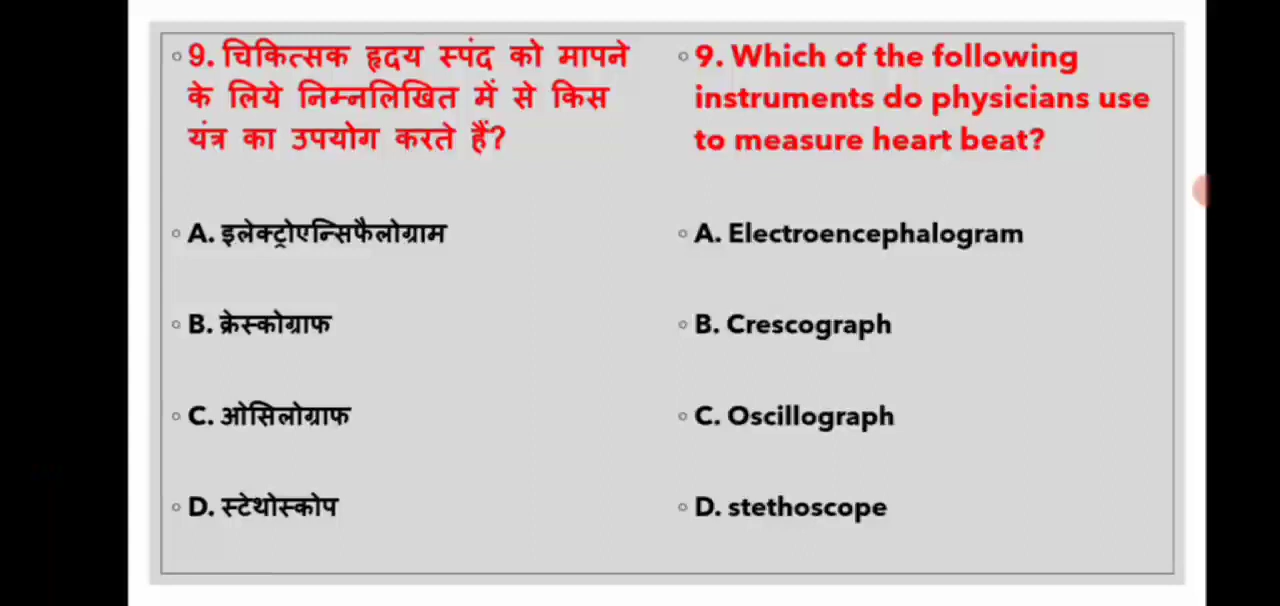 9. चिकित्सक हृदय स्पंद को मापने
के लिये निम्नलिखित में से किस
यंत्र का उपयोग करते हैं?
A. इलेक्ट्रोएन्सिफैलोग्राम
B. क्रेस्कोग्राफ
C. ओसिलोग्राफ
D. स्टेथोस्कोप
9. Which of the following
instruments do physicians use
to measure heart beat?
A. Electroencephalogram
B. Crescograph
C. Oscillograph
D. stethoscope